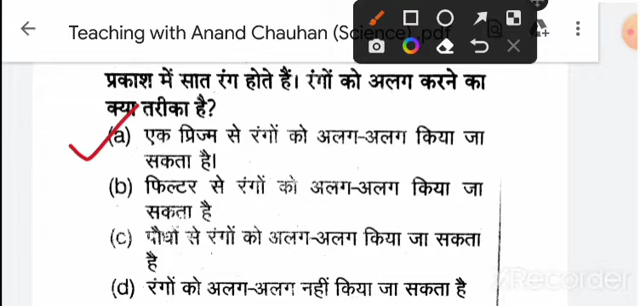 Teaching with Anand Chauhan (Science).pdf
प्रकाश में सात रंग होते हैं। रंगों को अलग करने का
क्या तरीका है?
(a) एक प्रिज्म से रंगों को अलग-अलग किया जा
सकता है।
(b) फिल्टर से रंगों को अलग-अलग किया जा
सकता है
(c) पौधों से रंगों को अलग-अलग किया जा सकता
है
(d) रंगों को अलग-अलग नहीं किया जा सकता है
XRecorder